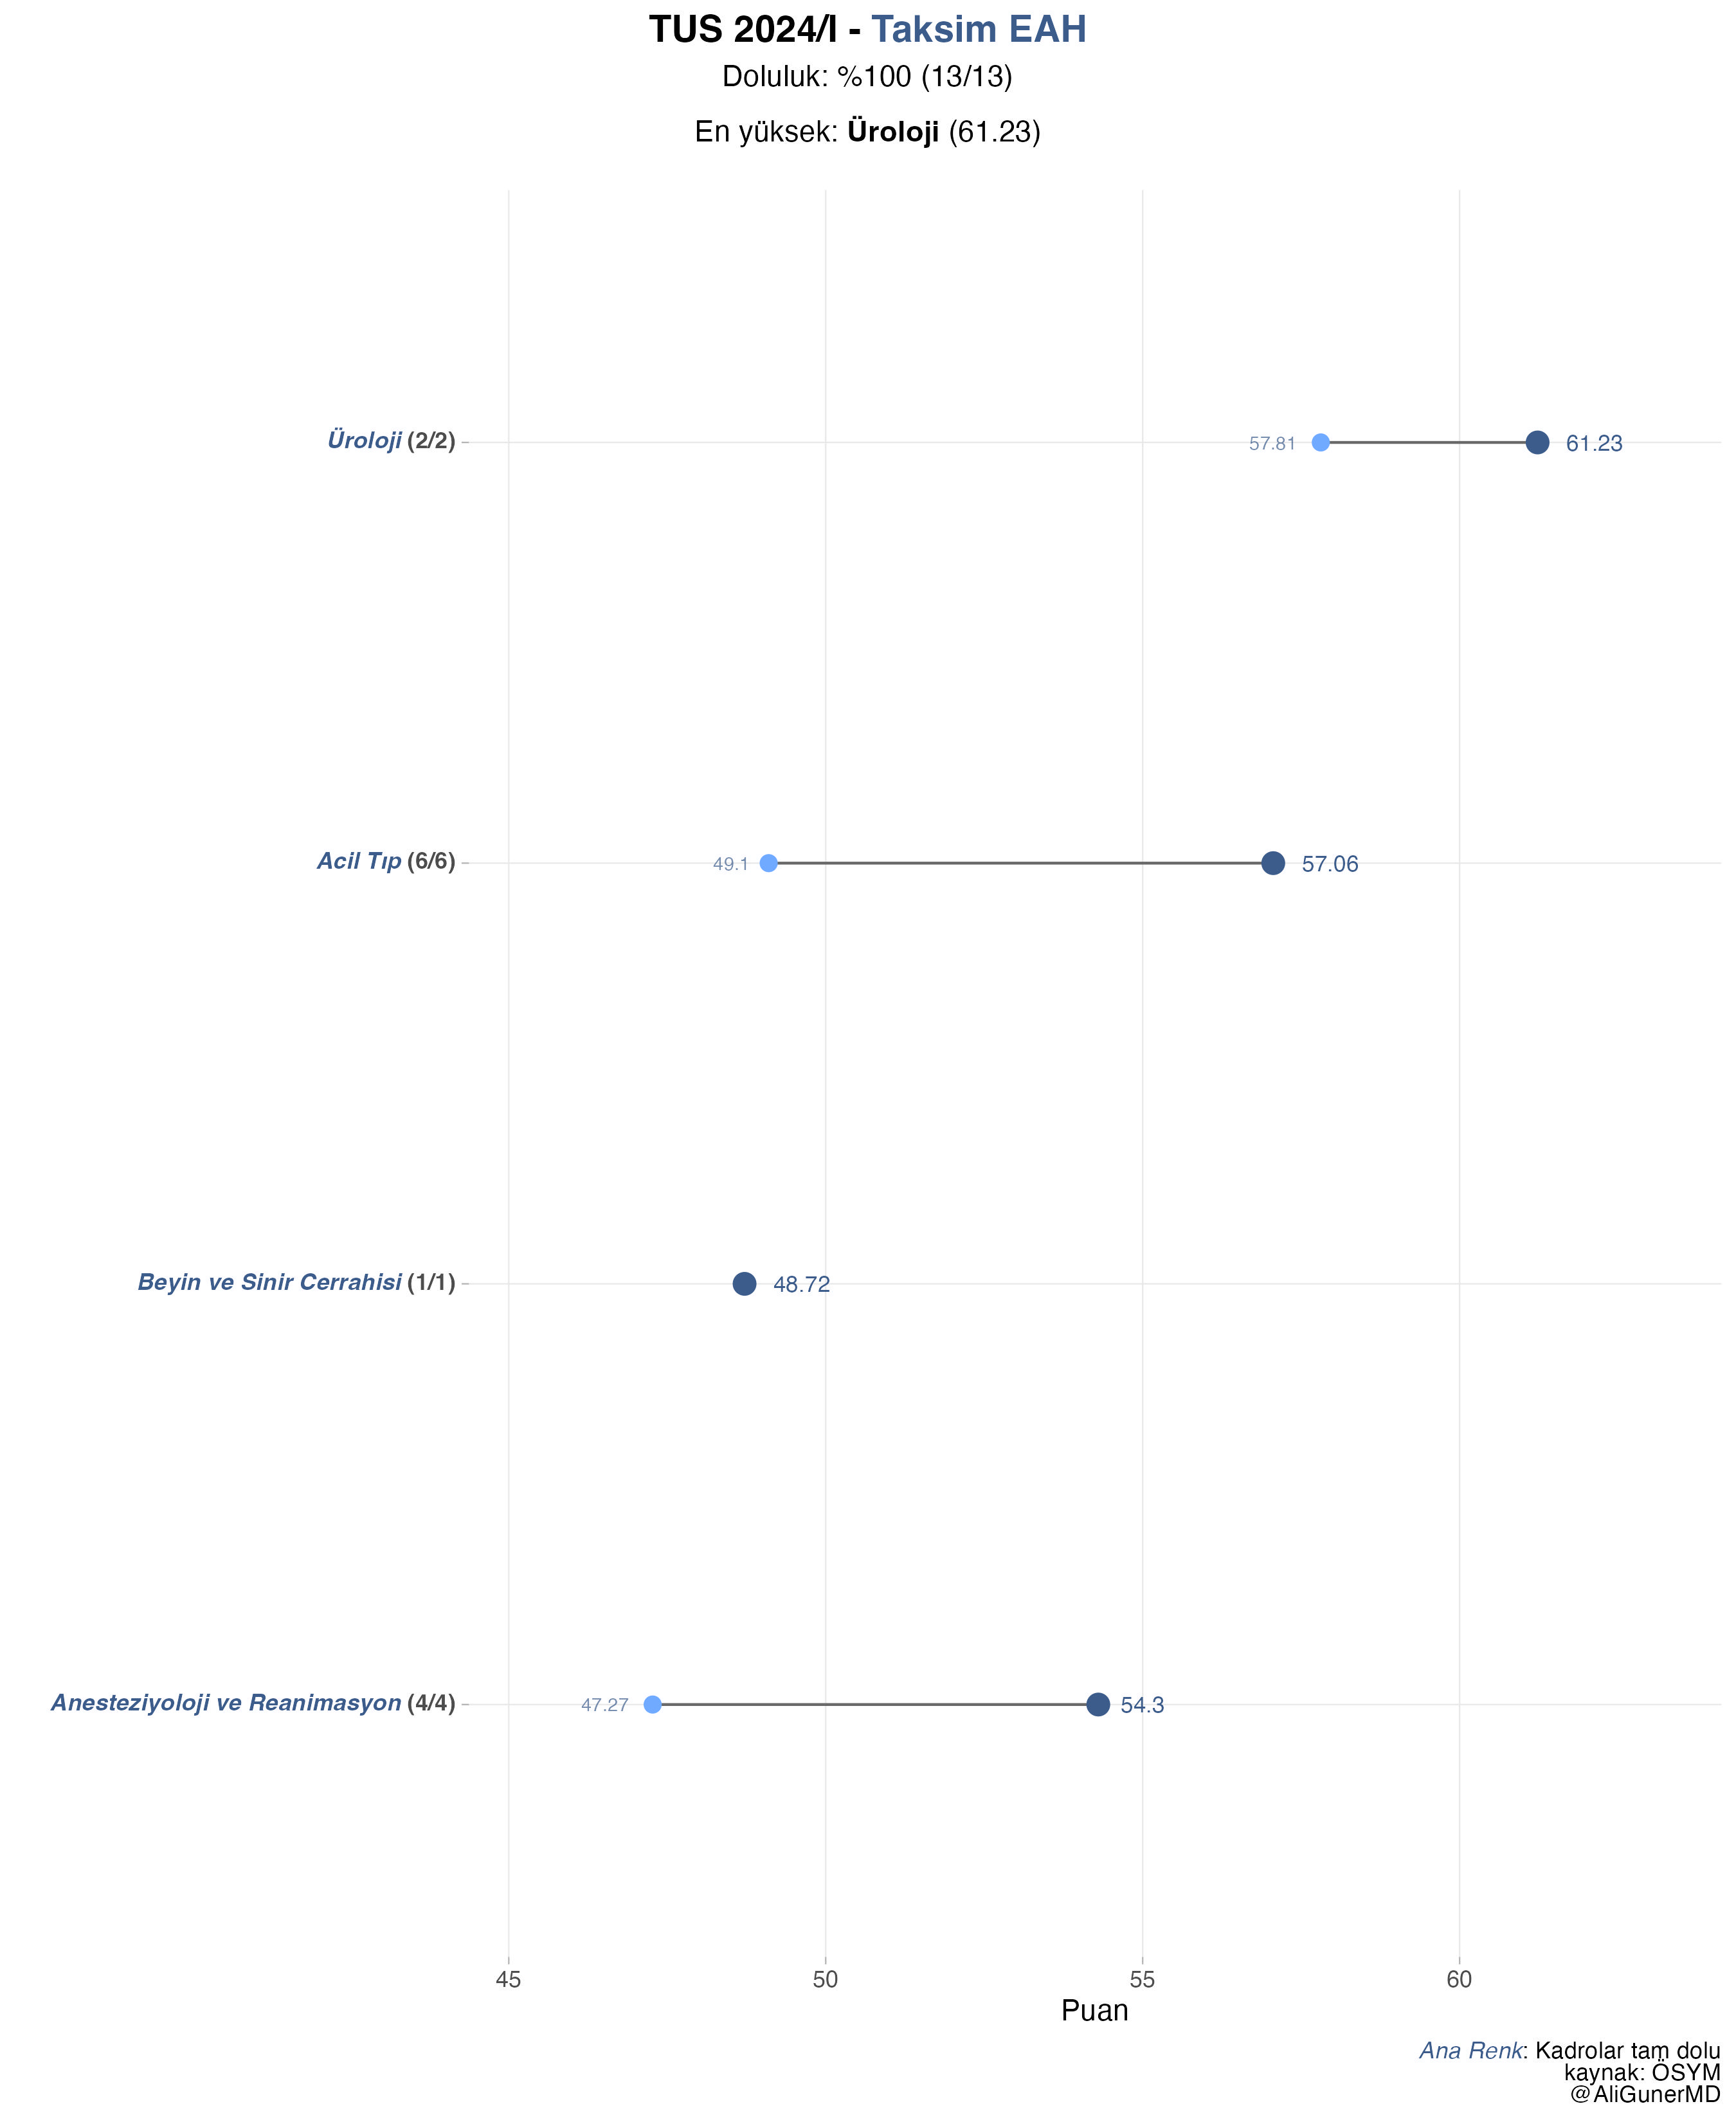 TUS 2024/I - Taksim EAH
Doluluk: %100 (13/13)
En yüksek: Üroloji (61.23)
Üroloji (2/2)
57.81
61.23
Acil Tıp (6/6)
49.1
57.06
Beyin ve Sinir Cerrahisi (1/1)
48.72
Anesteziyoloji ve Reanimasyon (4/4)
47.27
54.3
45
50
55
60
Puan
Ana Renk: Kadrolar tam dolu
kaynak: ÖSYM
@AliGunerMD